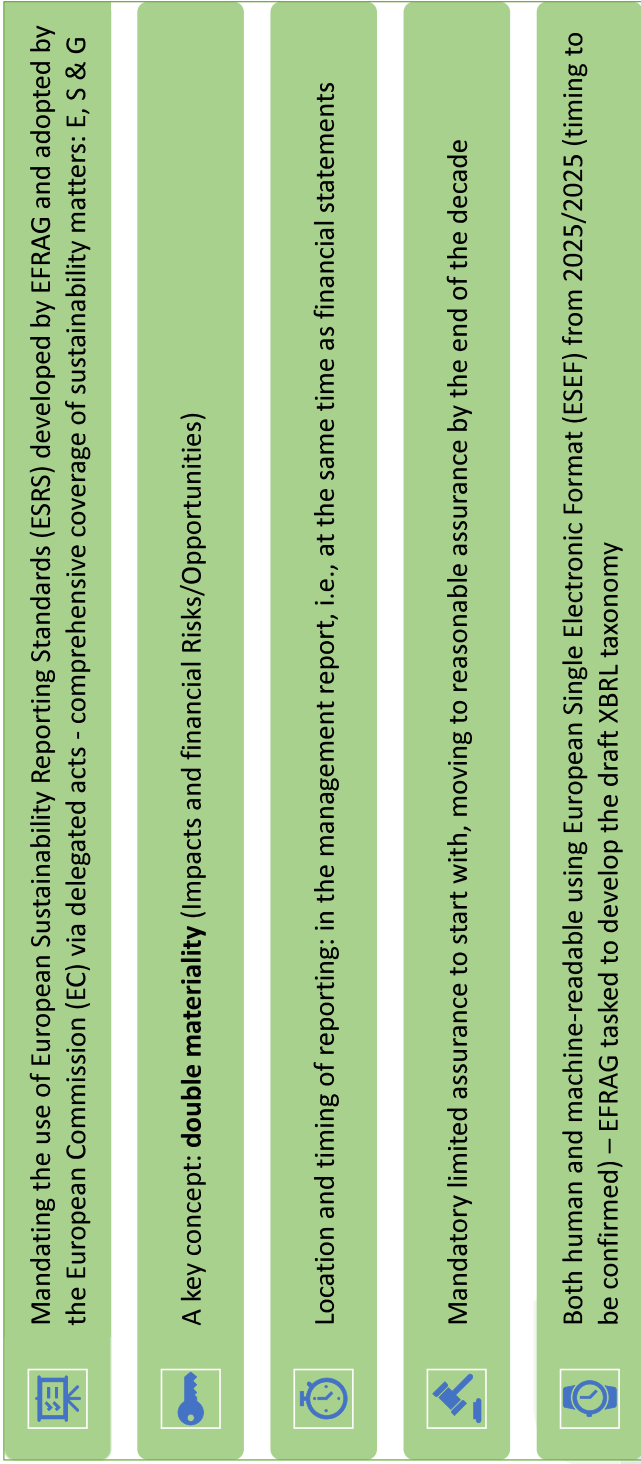 Mandating the use of European Sustainability Reporting Standards (ESRS) developed by EFRAG and adopted by
the European Commission (EC) via delegated acts - comprehensive coverage of sustainability matters: E, S & G
A key concept: double materiality (Impacts and financial Risks/Opportunities)
Location and timing of reporting: in the management report, i.e., at the same time as financial statements
Mandatory limited assurance to start with, moving to reasonable assurance by the end of the decade
Both human and machine-readable using European Single Electronic Format (ESEF) from 2025/2025 (timing to
be confirmed) – EFRAG tasked to develop the draft XBRL taxonomy